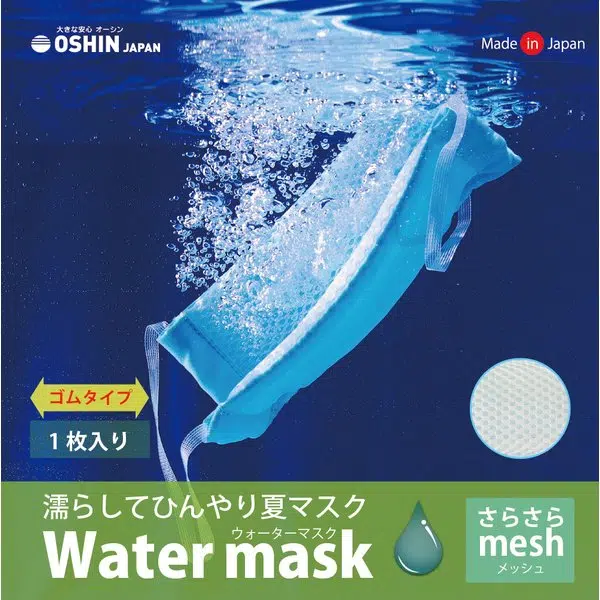 大きな安心 オーシン
OSHIN JAPAN
Made in Japan
ゴムタイプ
1枚入り
濡らしてひんやり夏マスク
ウォーターマスク
Water mask
さらさら
mesh
メッシュ